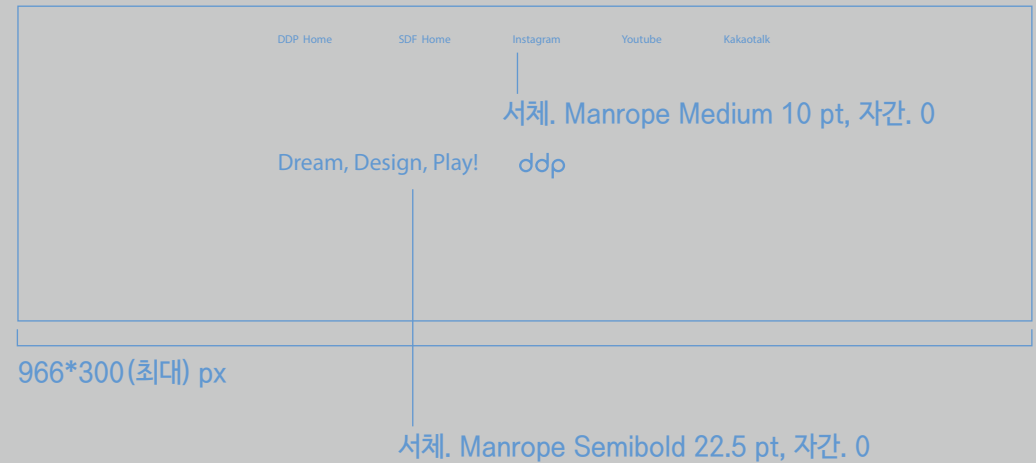 DDP Home SDF Home Instagram Youtube Kakaotalk
서체. Manrope Medium 10 pt, 자간. 0
Dream, Design, Play! ddp
966*300(최대) px
서체. Manrope Semibold 22.5 pt, 자간. 0